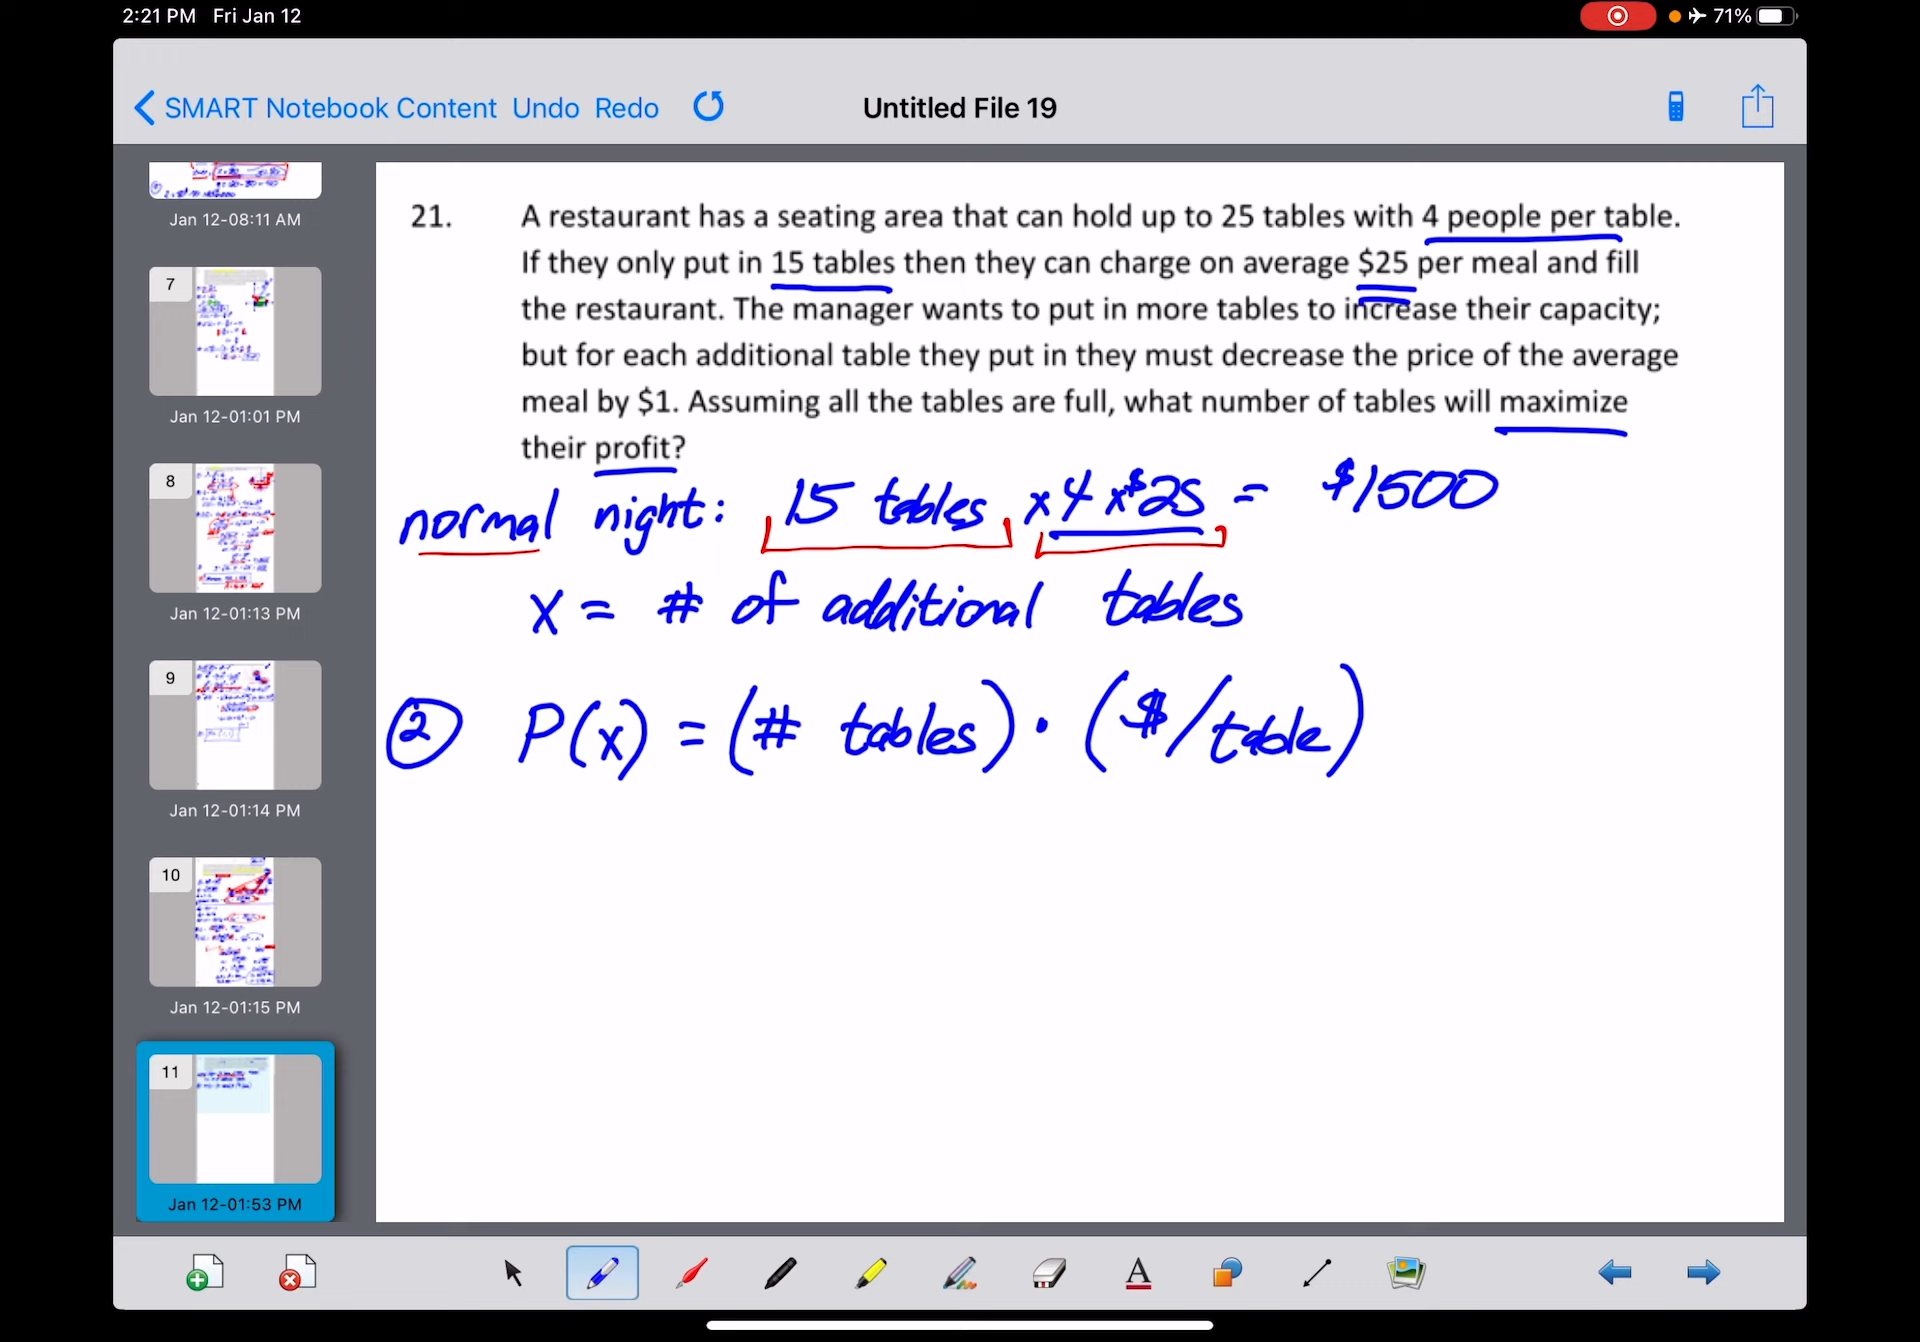 2:21 PM Fri Jan 12
71%
SMART Notebook Content Undo Redo
Untitled File 19
Jan 12-08:11 AM
7
Jan 12-01:01 PM
8
Jan 12-01:13 PM
9
Jan 12-01:14 PM
10
Jan 12-01:15 PM
11
Jan 12-01:53 PM
21. A restaurant has a seating area that can hold up to 25 tables with 4 people per table.
If they only put in 15 tables then they can charge on average $25 per meal and fill
the restaurant. The manager wants to put in more tables to increase their capacity;
but for each additional table they put in they must decrease the price of the average
meal by $1. Assuming all the tables are full, what number of tables will maximize
their profit?
normal night: 15 tables x 4 x $25 = $1500
x = # of additional tables
② P(x) = (# tables) · ($/table)
A